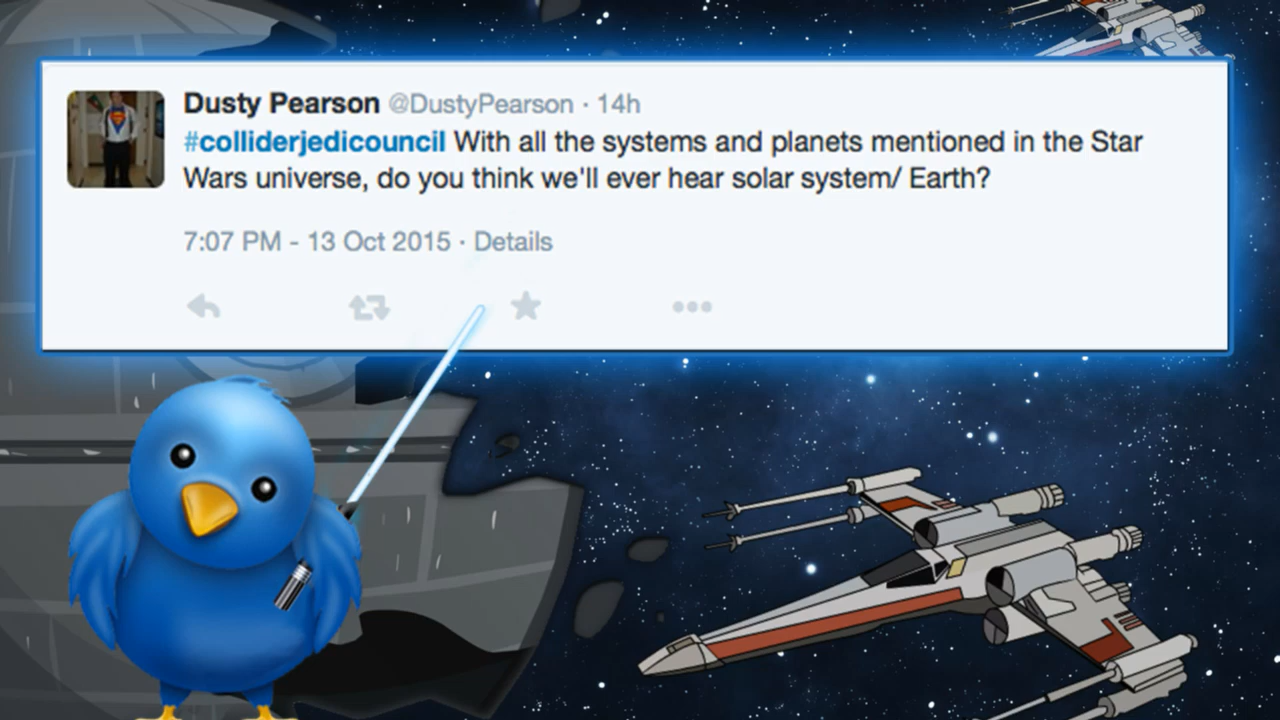 Dusty Pearson @DustyPearson · 14h
#colliderjedicouncil With all the systems and planets mentioned in the Star
Wars universe, do you think we'll ever hear solar system/ Earth?
7:07 PM - 13 Oct 2015 · Details